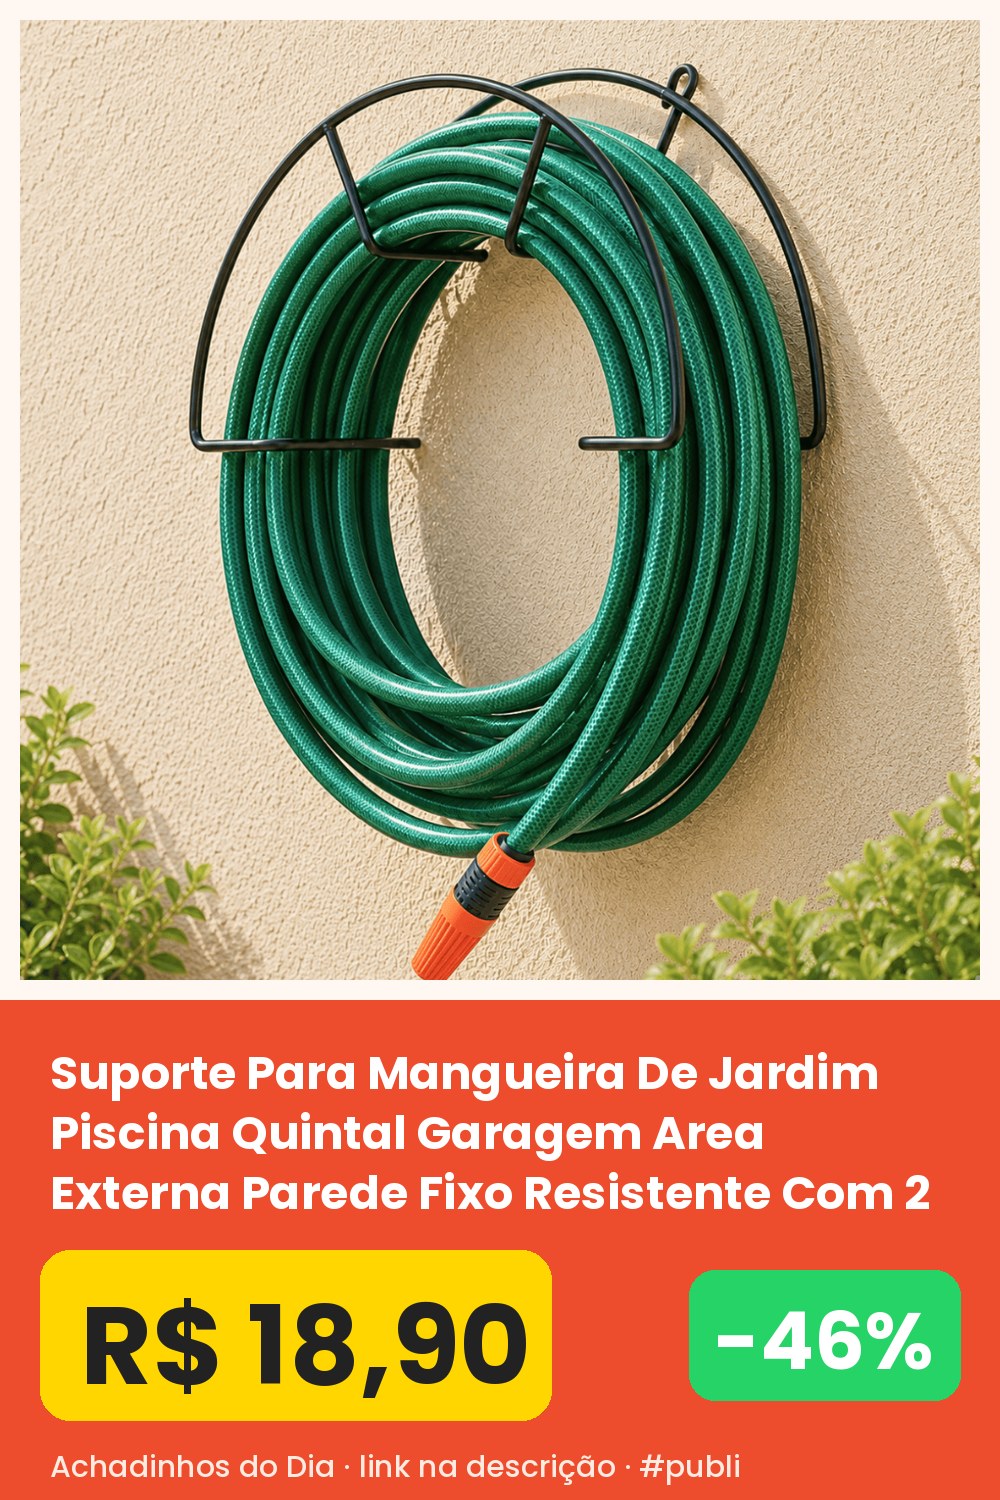 Suporte Para Mangueira De Jardim
Piscina Quintal Garagem Area
Externa Parede Fixo Resistente Com 2
R$ 18,90
-46%
Achadinhos do Dia · link na descrição · #publi